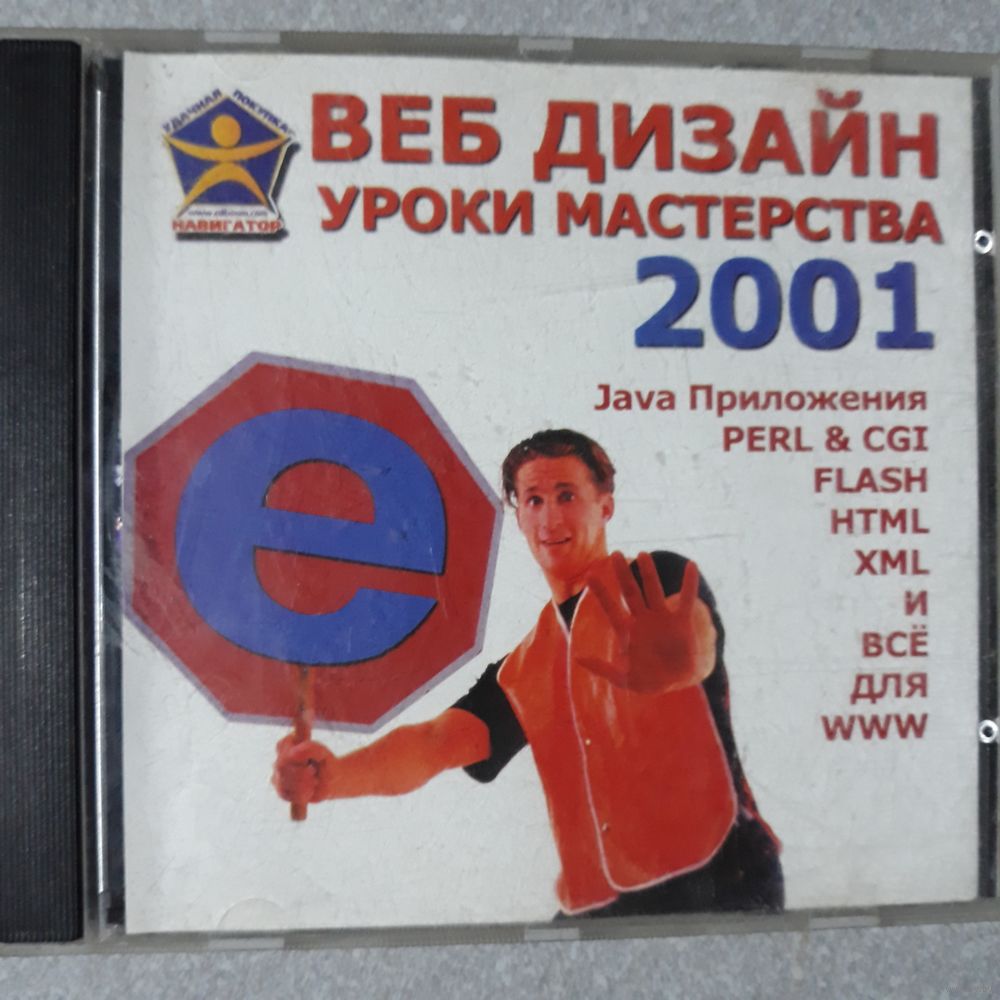 УДАЧНАЯ ПОКУПКА
НАВИГАТОР
ВЕБ ДИЗАЙН
УРОКИ МАСТЕРСТВА
2001
e
Java Приложения
PERL & CGI
FLASH
HTML
XML
И
ВСЁ
ДЛЯ
WWW